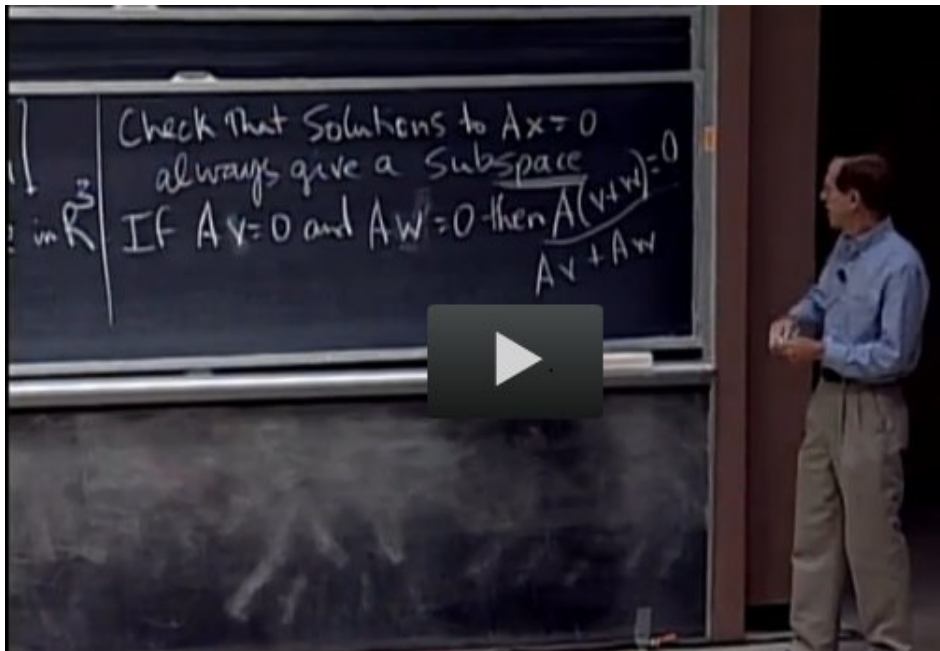 Check that Solutions to Ax=0
always give a Subspace
in R³
If Av=0 and Aw=0 then A(v+w)=0
Av+Aw